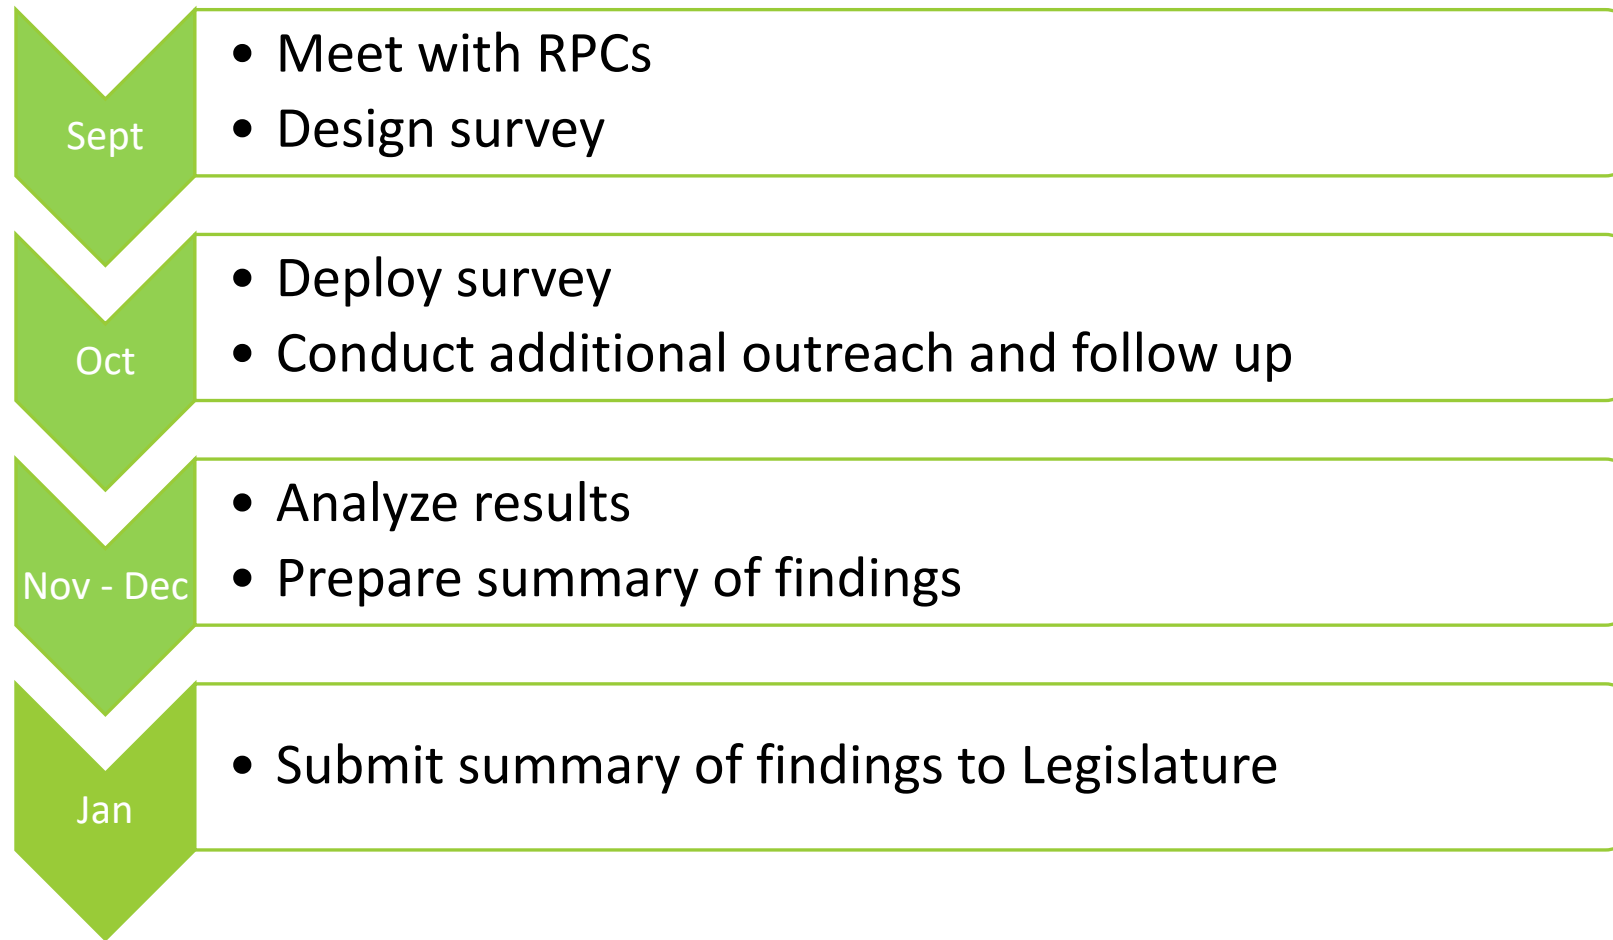 Sept
• Meet with RPCs
• Design survey
Oct
• Deploy survey
• Conduct additional outreach and follow up
Nov - Dec
• Analyze results
• Prepare summary of findings
Jan
• Submit summary of findings to Legislature